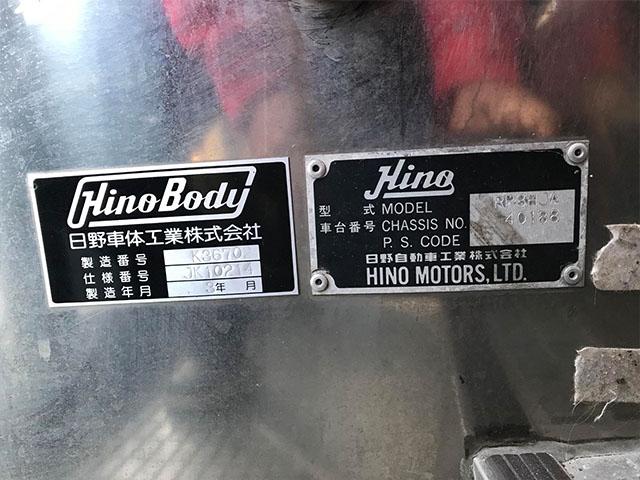 HinoBody
日野車体工業株式会社
製造番号 K3670
仕様番号 JK10214
製造年月 3年 月
Hino
型式 MODEL
車台番号 CHASSIS NO. 40138
P. S. CODE
日野自動車工業株式会社
HINO MOTORS, LTD.